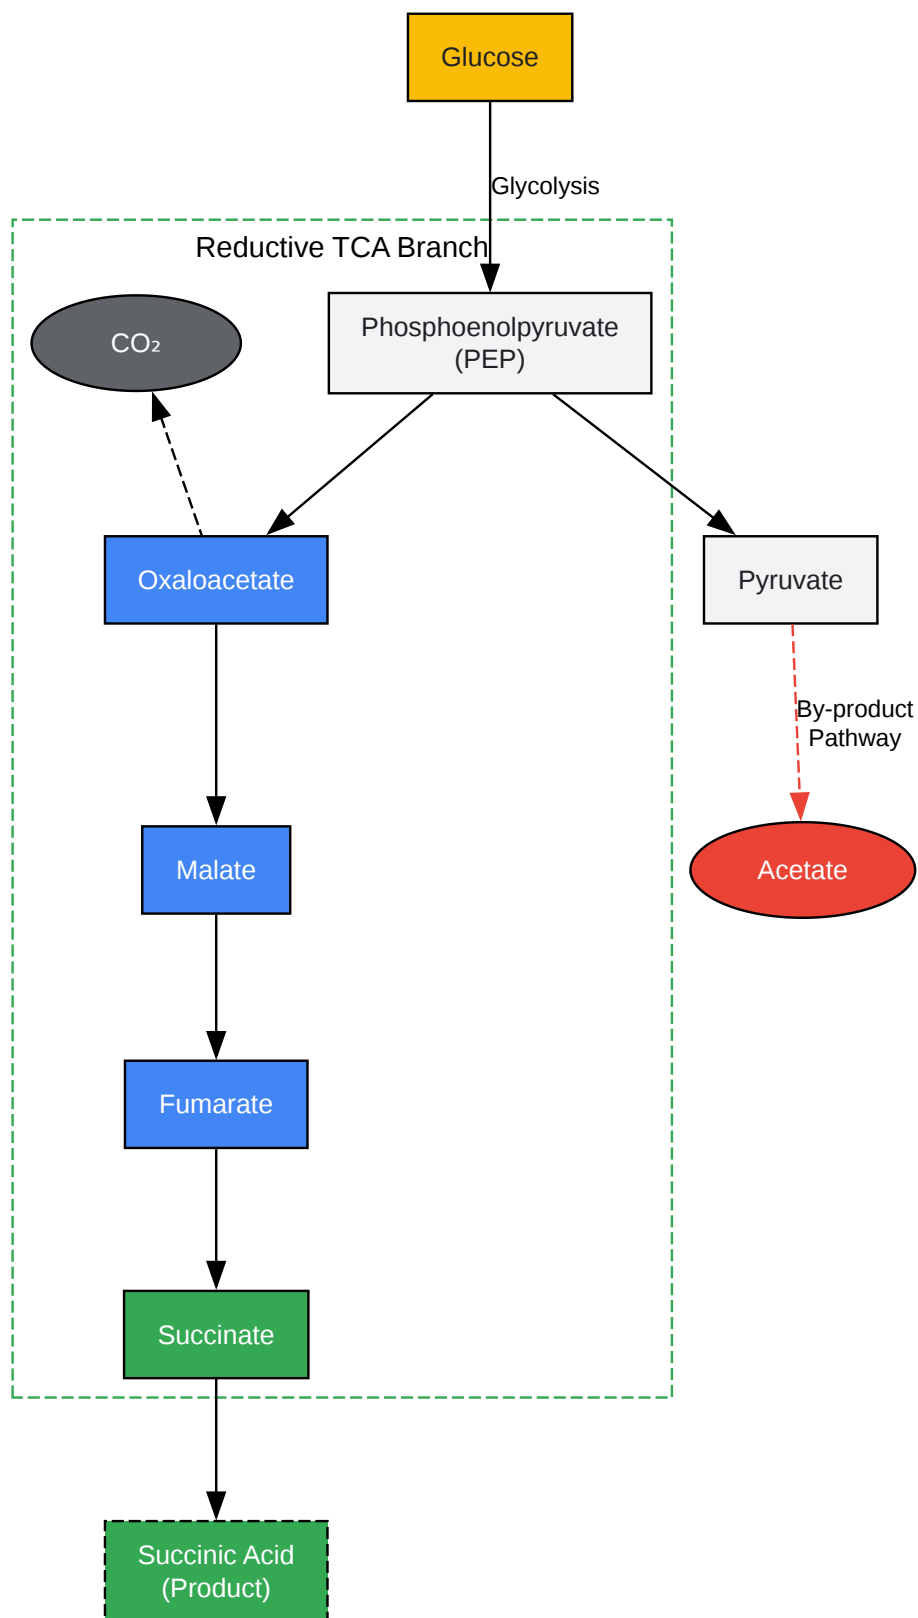 Glucose
Glycolysis
Reductive TCA Branch
CO₂
Phosphoenolpyruvate
(PEP)
Oxaloacetate
Pyruvate
By-product
Pathway
Malate
Acetate
Fumarate
Succinate
Succinic Acid
(Product)